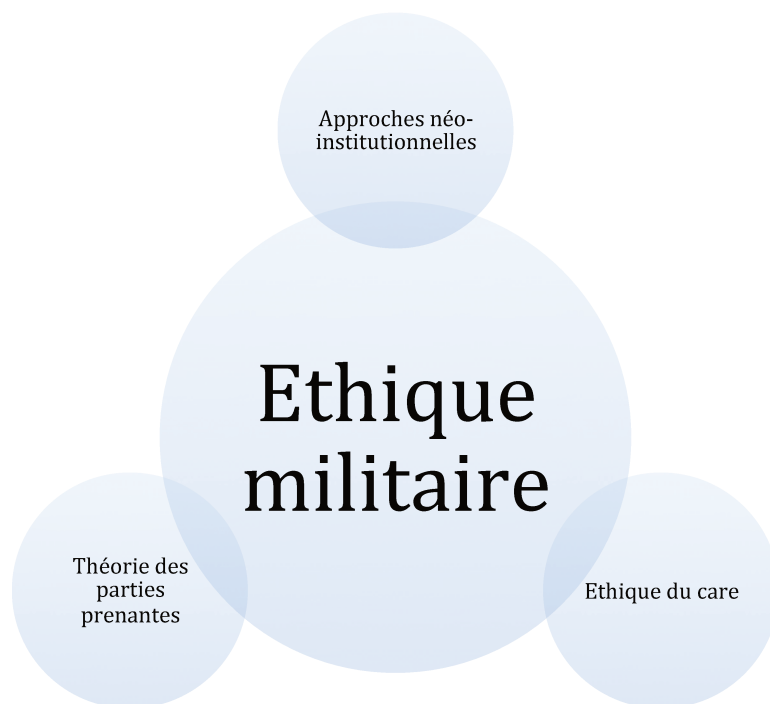 Approches néo-
institutionnelles
Ethique
militaire
Théorie des
parties
prenantes
Ethique du care